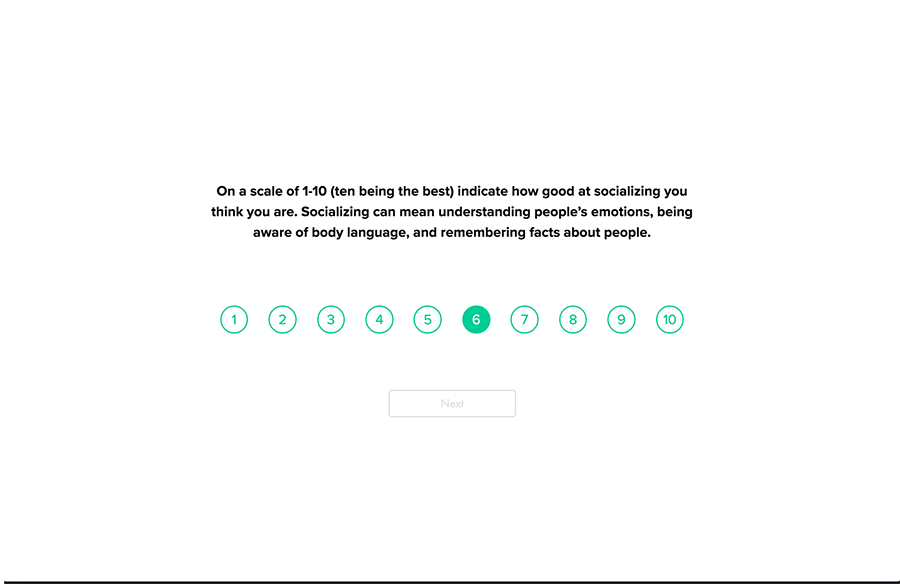 On a scale of 1-10 (ten being the best) indicate how good at socializing you
think you are. Socializing can mean understanding people’s emotions, being
aware of body language, and remembering facts about people.
1 2 3 4 5 6 7 8 9 10
Next